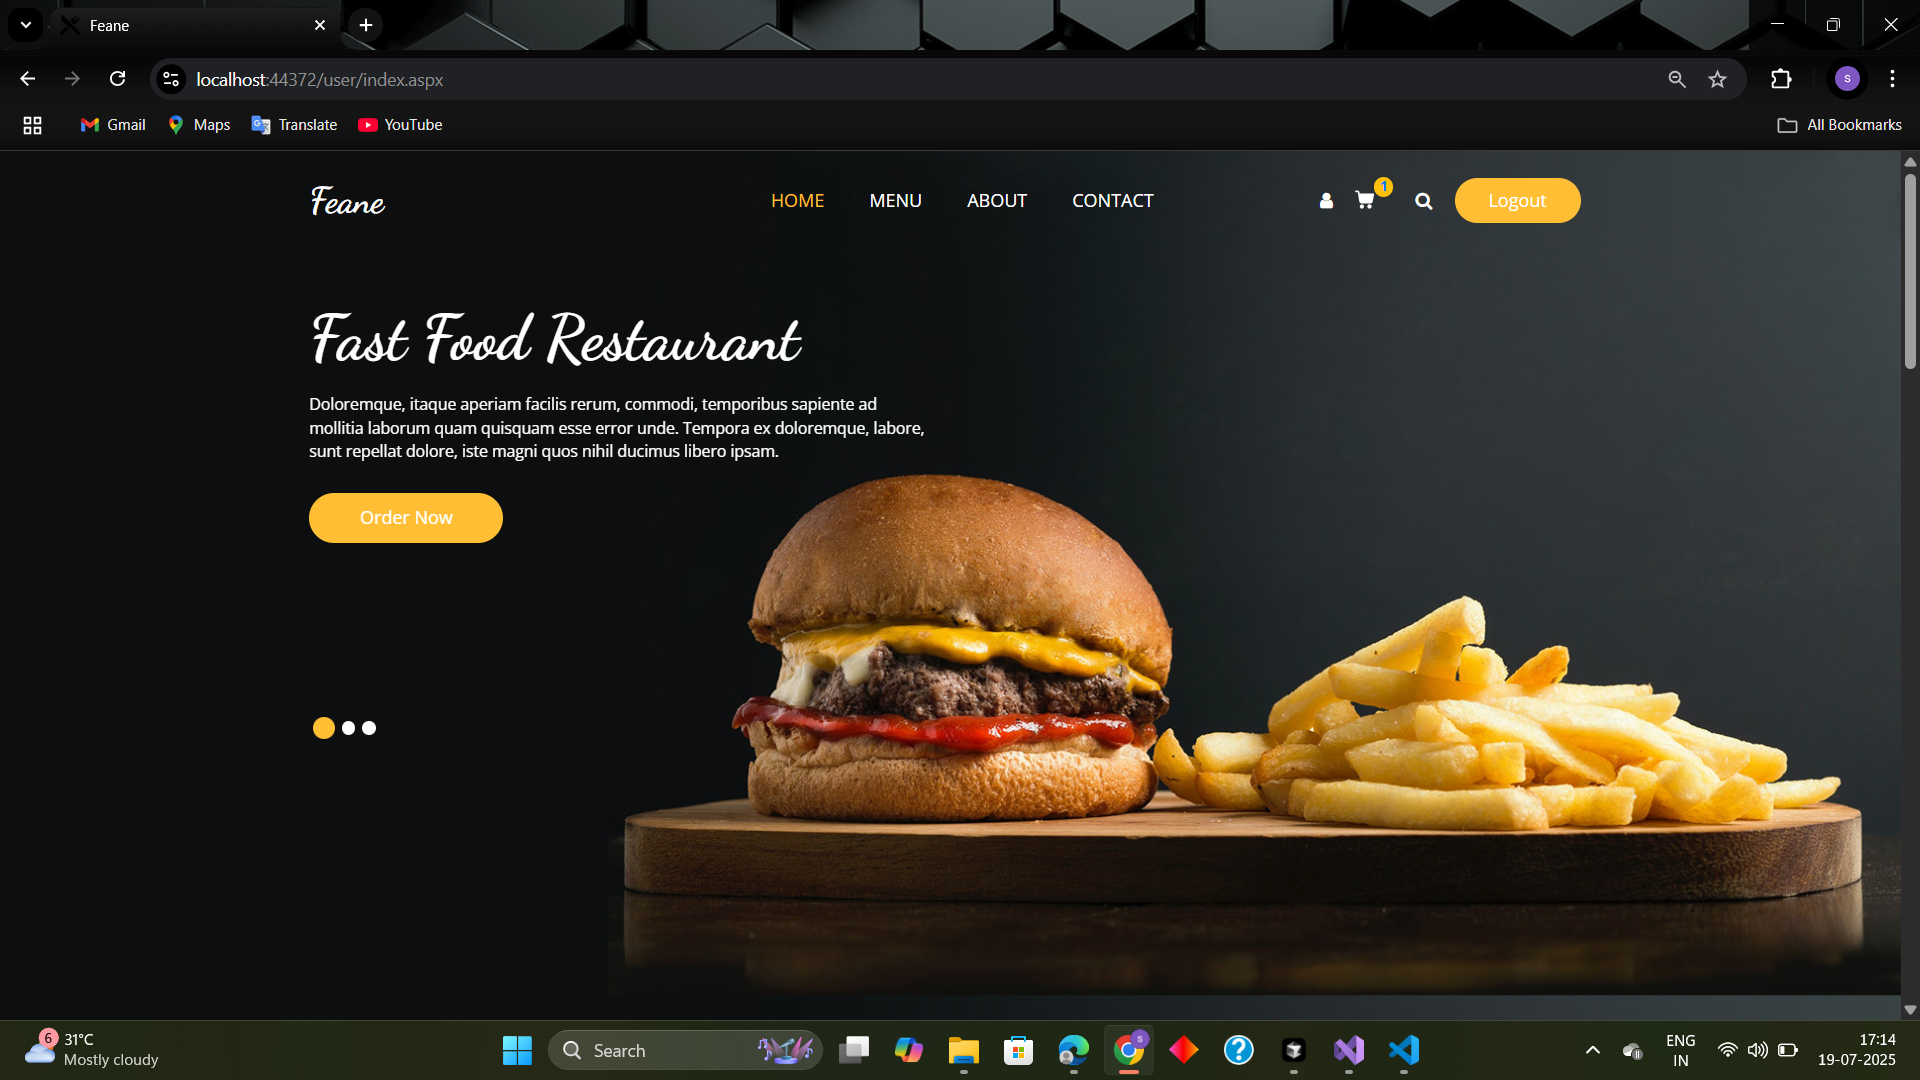 Feane
localhost:44372/user/index.aspx
S
Gmail
Maps
Translate
YouTube
All Bookmarks
Feane
HOME
MENU
ABOUT
CONTACT
1
Logout
Fast Food Restaurant
Doloremque, itaque aperiam facilis rerum, commodi, temporibus sapiente ad
mollitia laborum quam quisquam esse error unde. Tempora ex doloremque, labore,
sunt repellat dolore, iste magni quos nihil ducimus libero ipsam.
Order Now
6
31°C
Mostly cloudy
Search
S
?
ENG
IN
17:14
19-07-2025